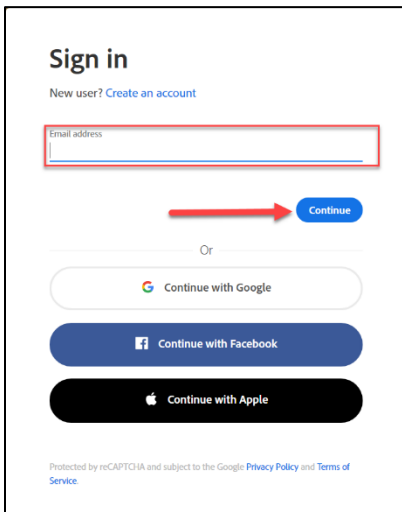 Sign in
New user? Create an account
Email address
Continue
Or
Continue with Google
Continue with Facebook
Continue with Apple
Protected by reCAPTCHA and subject to the Google Privacy Policy and Terms of
Service.